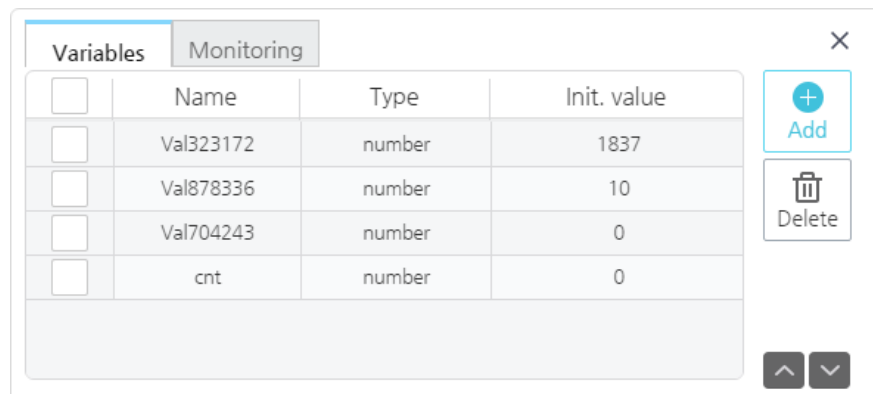 Variables Monitoring
Name Type Init. value
Add
Val323172 number 1837
Val878336 number 10
Delete
Val704243 number 0
cnt number 0